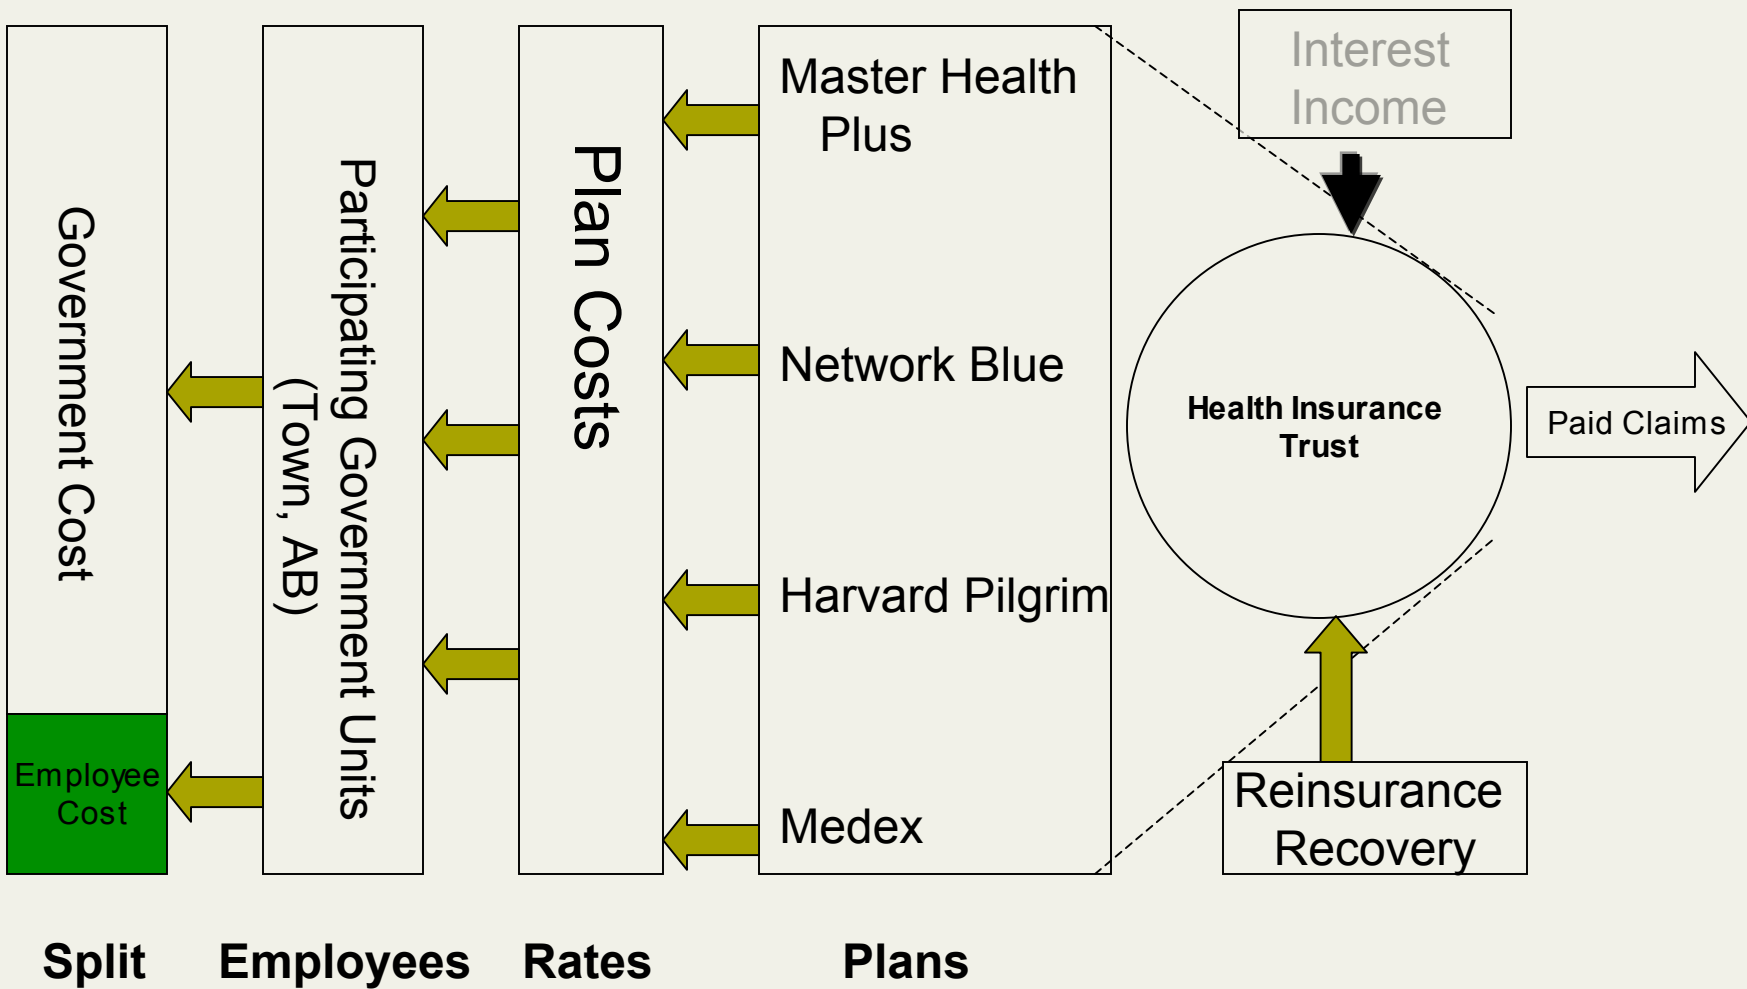 Government Cost
Employee
Cost
Participating Government Units
(Town, AB)
Plan Costs
Master Health
Plus
Network Blue
Harvard Pilgrim
Medex
Interest
Income
Health Insurance
Trust
Paid Claims
Reinsurance
Recovery
Split
Employees
Rates
Plans